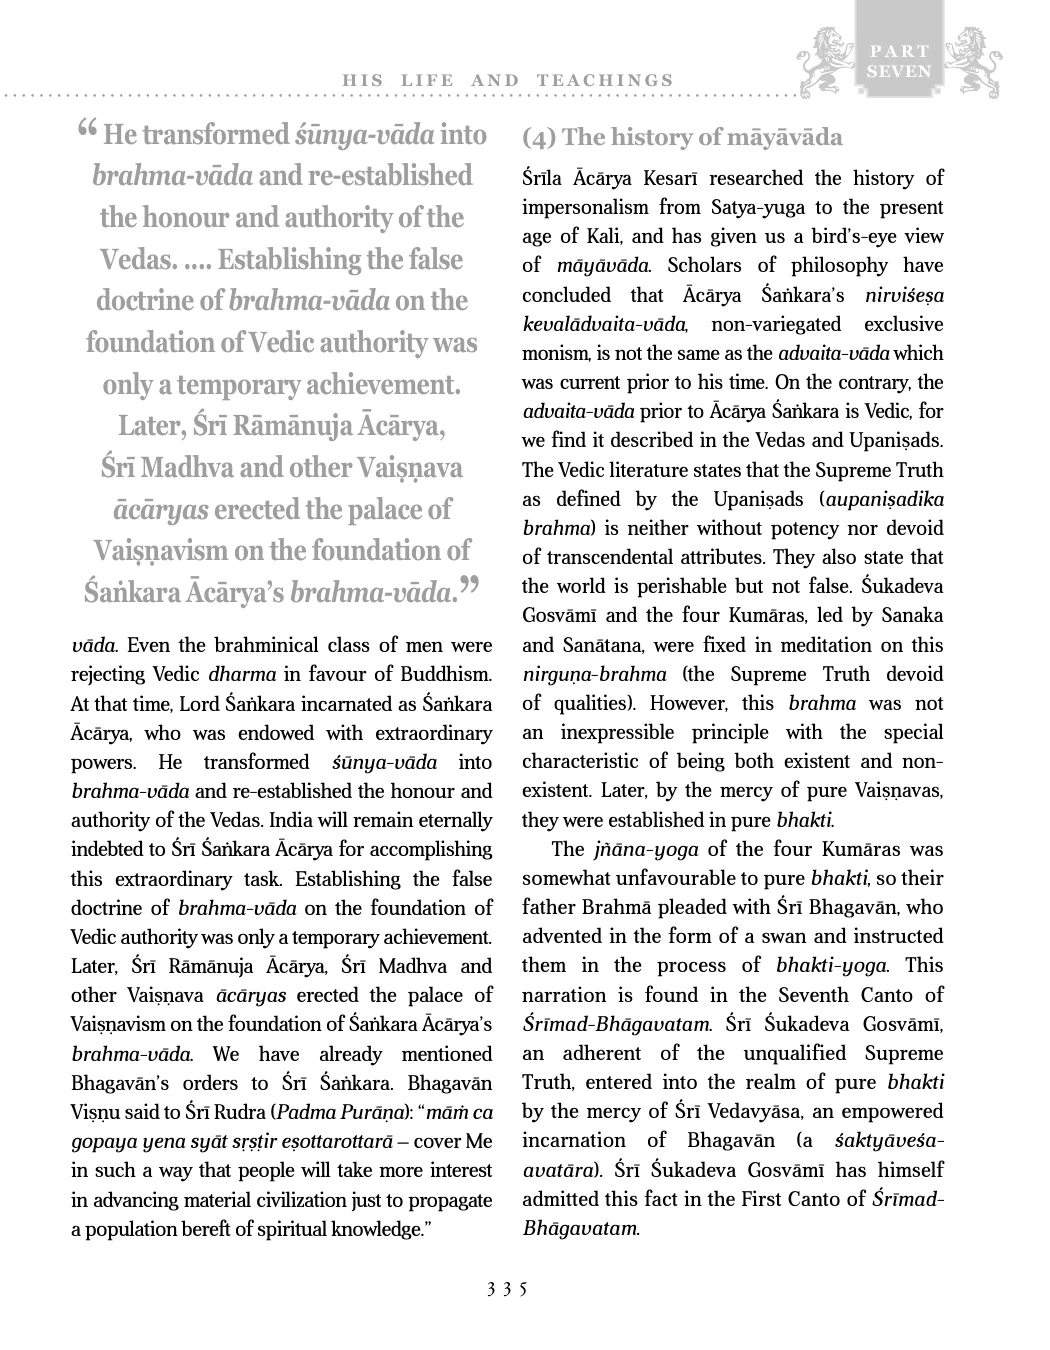 HIS LIFE AND TEACHINGS
PART
SEVEN
“ He transformed śūnya-vāda into
brahma-vāda and re-established
the honour and authority of the
Vedas. .... Establishing the false
doctrine of brahma-vāda on the
foundation of Vedic authority was
only a temporary achievement.
Later, Śrī Rāmānuja Ācārya,
Śrī Madhva and other Vaiṣṇava
ācāryas erected the palace of
Vaiṣṇavism on the foundation of
Śaṅkara Ācārya’s brahma-vāda.”
vāda. Even the brahminical class of men were
rejecting Vedic dharma in favour of Buddhism.
At that time, Lord Śaṅkara incarnated as Śaṅkara
Ācārya, who was endowed with extraordinary
powers. He transformed śūnya-vāda into
brahma-vāda and re-established the honour and
authority of the Vedas. India will remain eternally
indebted to Śrī Śaṅkara Ācārya for accomplishing
this extraordinary task. Establishing the false
doctrine of brahma-vāda on the foundation of
Vedic authority was only a temporary achievement.
Later, Śrī Rāmānuja Ācārya, Śrī Madhva and
other Vaiṣṇava ācāryas erected the palace of
Vaiṣṇavism on the foundation of Śaṅkara Ācārya’s
brahma-vāda. We have already mentioned
Bhagavān’s orders to Śrī Śaṅkara. Bhagavān
Viṣṇu said to Śrī Rudra (Padma Purāṇa): “māṁ ca
gopaya yena syāt sṛṣṭir eṣottarottarā – cover Me
in such a way that people will take more interest
in advancing material civilization just to propagate
a population bereft of spiritual knowledge.”
(4) The history of māyāvāda
Śrīla Ācārya Kesarī researched the history of
impersonalism from Satya-yuga to the present
age of Kali, and has given us a bird’s-eye view
of māyāvāda. Scholars of philosophy have
concluded that Ācārya Śaṅkara’s nirviśeṣa
kevalādvaita-vāda, non-variegated exclusive
monism, is not the same as the advaita-vāda which
was current prior to his time. On the contrary, the
advaita-vāda prior to Ācārya Śaṅkara is Vedic, for
we find it described in the Vedas and Upaniṣads.
The Vedic literature states that the Supreme Truth
as defined by the Upaniṣads (aupaniṣadika
brahma) is neither without potency nor devoid
of transcendental attributes. They also state that
the world is perishable but not false. Śukadeva
Gosvāmī and the four Kumāras, led by Sanaka
and Sanātana, were fixed in meditation on this
nirguṇa-brahma (the Supreme Truth devoid
of qualities). However, this brahma was not
an inexpressible principle with the special
characteristic of being both existent and non-
existent. Later, by the mercy of pure Vaiṣṇavas,
they were established in pure bhakti.
The jñāna-yoga of the four Kumāras was
somewhat unfavourable to pure bhakti, so their
father Brahmā pleaded with Śrī Bhagavān, who
advented in the form of a swan and instructed
them in the process of bhakti-yoga. This
narration is found in the Seventh Canto of
Śrīmad-Bhāgavatam. Śrī Śukadeva Gosvāmī,
an adherent of the unqualified Supreme
Truth, entered into the realm of pure bhakti
by the mercy of Śrī Vedavyāsa, an empowered
incarnation of Bhagavān (a śaktyāveśa-
avatāra). Śrī Śukadeva Gosvāmī has himself
admitted this fact in the First Canto of Śrīmad-
Bhāgavatam.
335